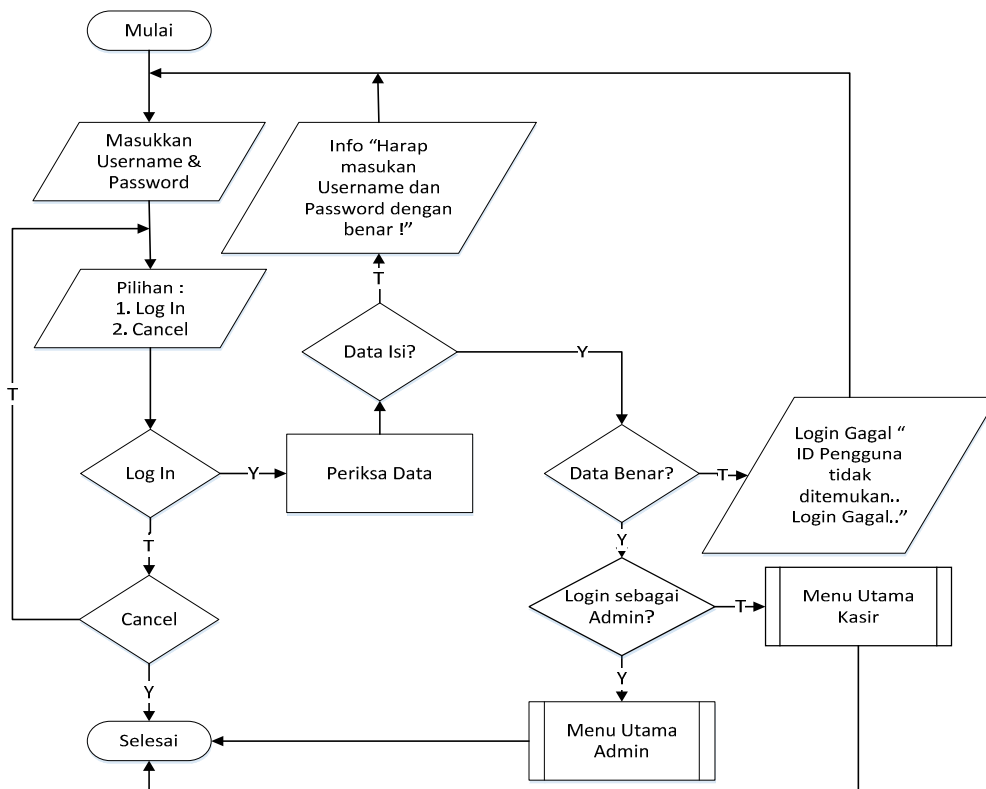 Mulai
Masukkan
Username &
Password
Info “Harap
masukan
Username dan
Password dengan
benar !”
T
Pilihan :
1. Log In
2. Cancel
Data Isi?
Y
T
Log In
Y
Periksa Data
Data Benar?
T
Login Gagal “
ID Pengguna
tidak
ditemukan..
Login Gagal..”
T
Y
Cancel
Login sebagai
Admin?
T
Menu Utama
Kasir
Y
Y
Selesai
Menu Utama
Admin